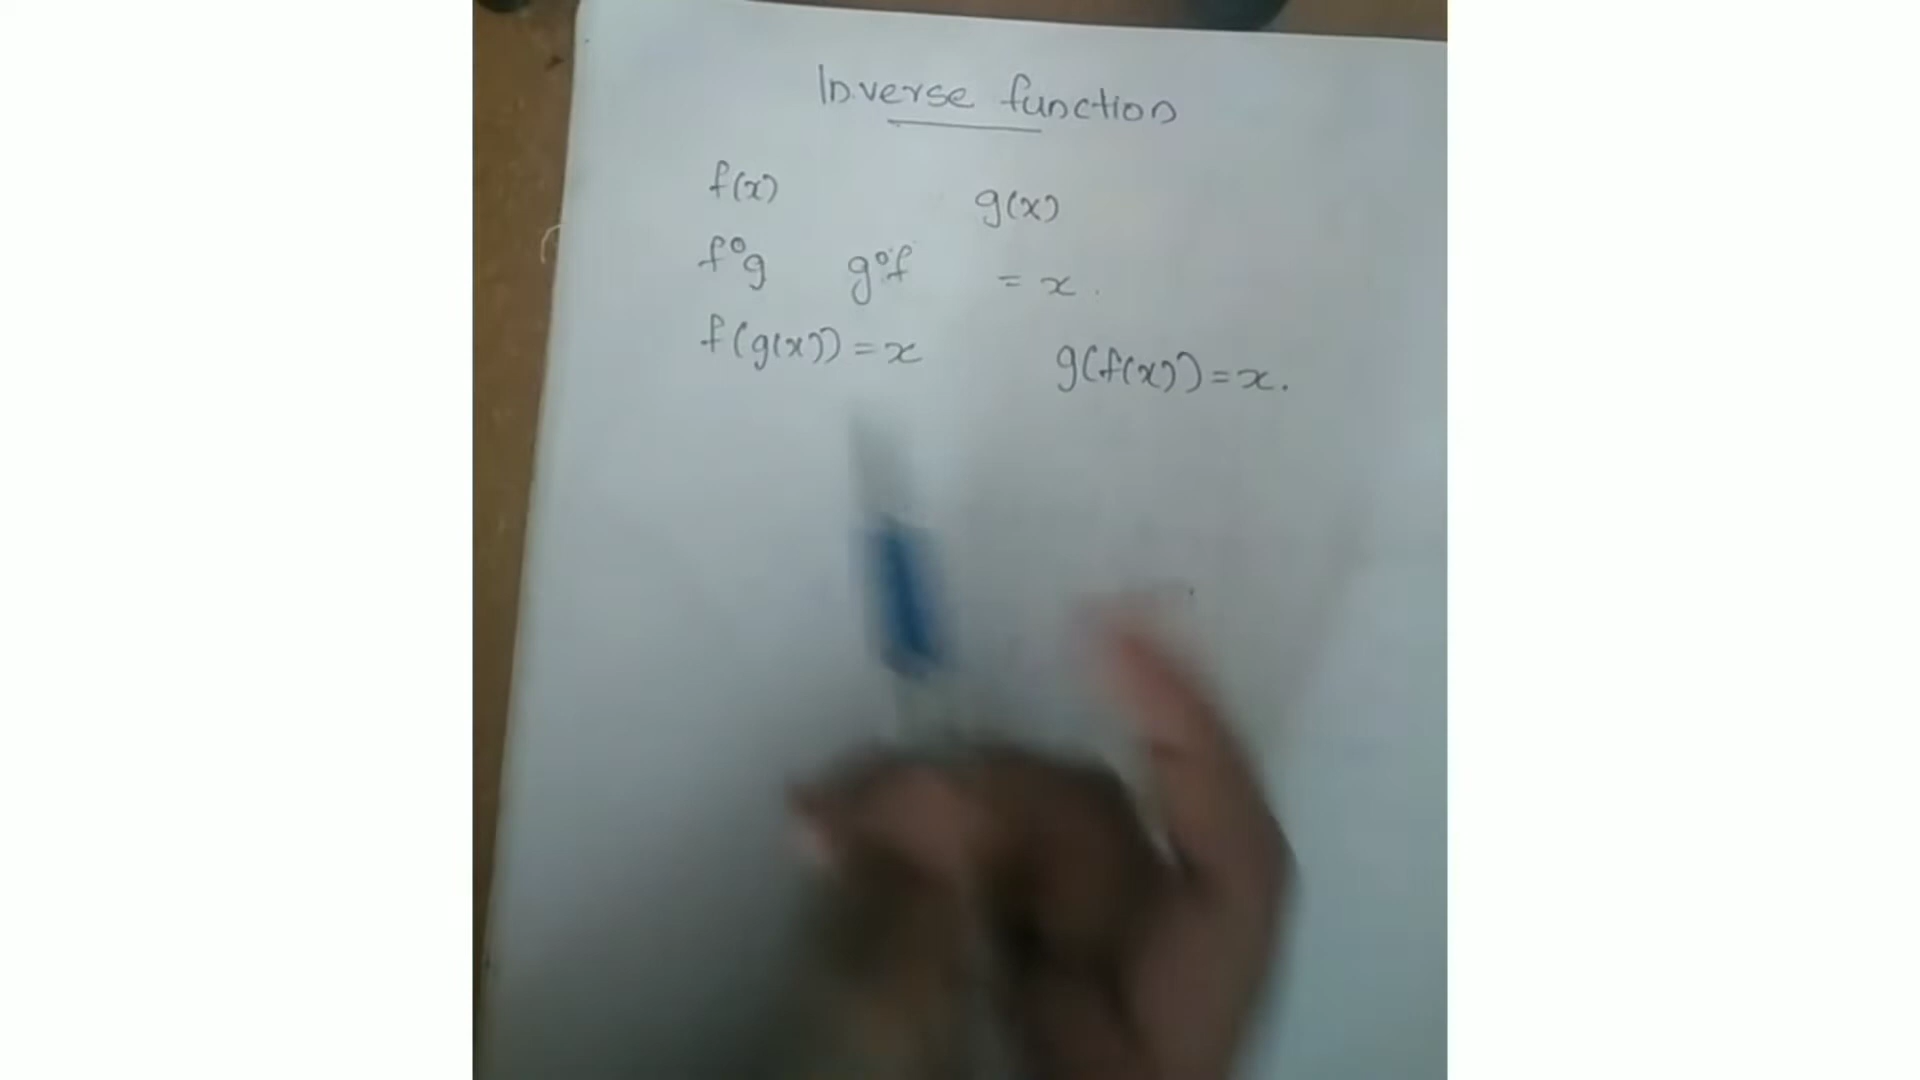 Inverse function
f(x) g(x)
f∘g g∘f = x.
f(g(x)) = x g(f(x)) = x.